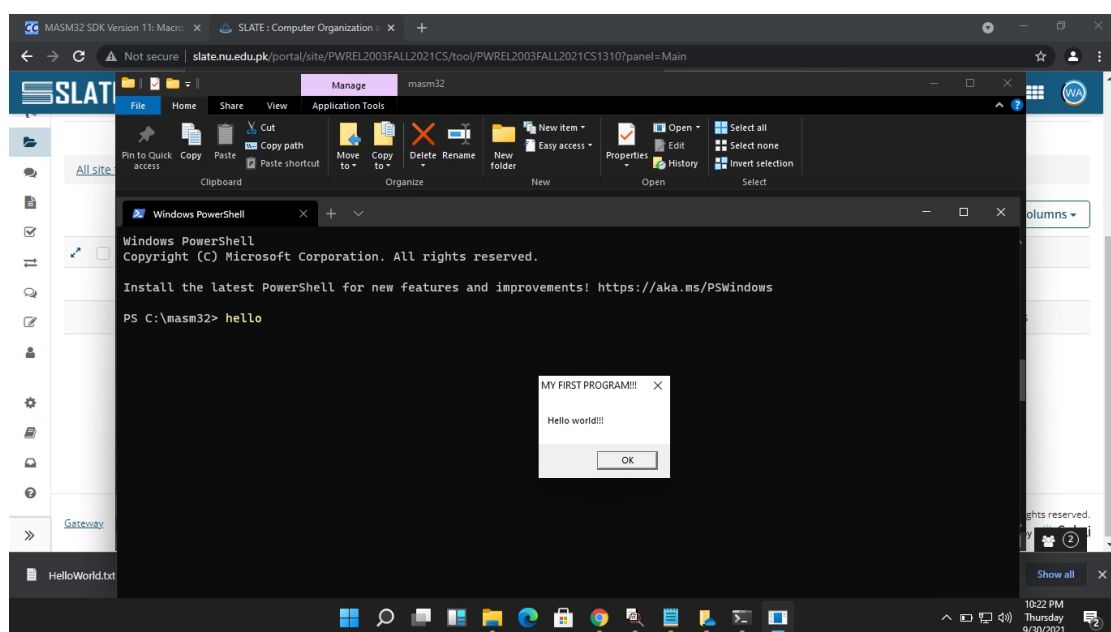 MASM32 SDK Version 11: Macro
SLATE : Computer Organization a
Not secure | slate.nu.edu.pk/portal/site/PWREL2003FALL2021CS/tool/PWREL2003FALL2021CS1310?panel=Main
SLAT
Manage
masm32
WA
File
Home
Share
View
Application Tools
Pin to Quick access
Copy
Paste
Cut
Copy path
Paste shortcut
Move to
Copy to
Delete
Rename
New folder
New item
Easy access
Properties
Open
Edit
History
Select all
Select none
Invert selection
Clipboard
Organize
New
Open
Select
All site
olumns
Windows PowerShell
Windows PowerShell
Copyright (C) Microsoft Corporation. All rights reserved.
Install the latest PowerShell for new features and improvements! https://aka.ms/PSWindows
PS C:\masm32> hello
MY FIRST PROGRAM!!!
Hello world!!!
OK
Gateway
ghts reserved.
2
HelloWorld.txt
Show all
10:22 PM
Thursday
9/30/2021
2